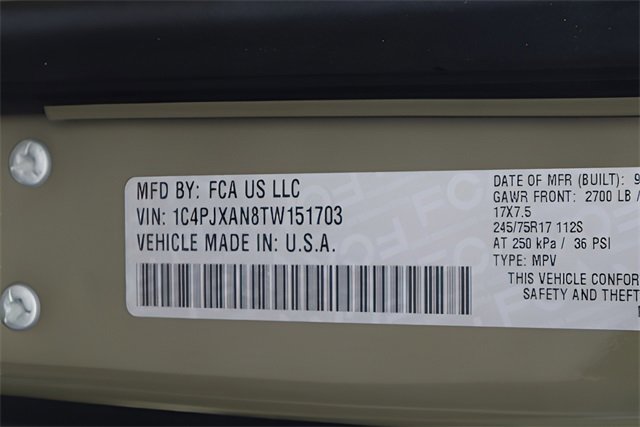 MFD BY: FCA US LLC
VIN: 1C4PJXAN8TW151703
VEHICLE MADE IN: U.S.A.
DATE OF MFR (BUILT): 9
GAWR FRONT: 2700 LB /
17X7.5
245/75R17 112S
AT 250 kPa / 36 PSI
TYPE: MPV
THIS VEHICLE CONFOR
SAFETY AND THEFT